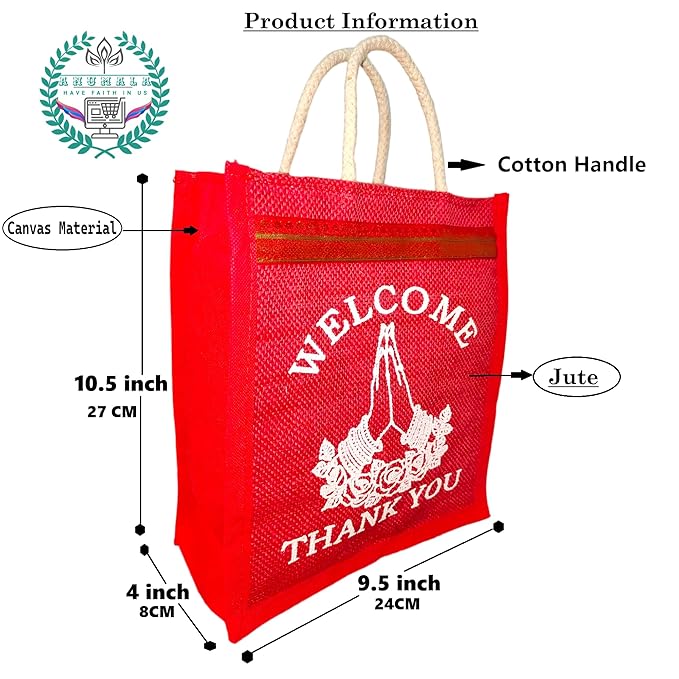 Product Information
ANUMALA
HAVE FAITH IN US
Cotton Handle
Canvas Material
WELCOME
Jute
10.5 inch
27 CM
THANK YOU
4 inch
8CM
9.5 inch
24CM